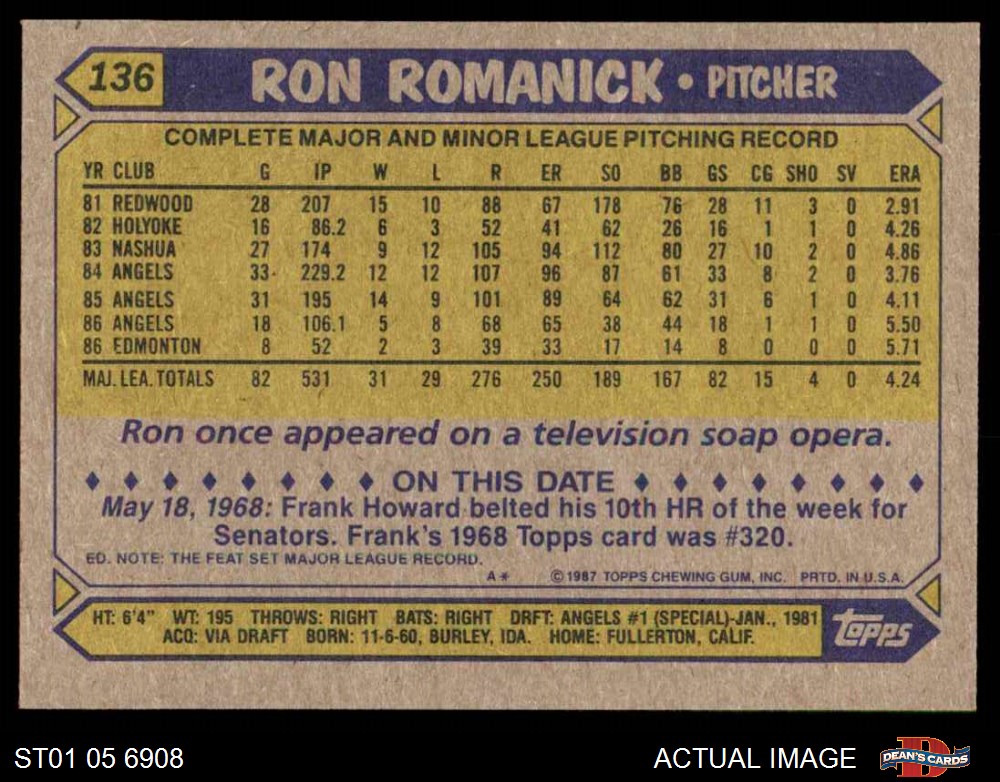 136 RON ROMANICK • PITCHER
COMPLETE MAJOR AND MINOR LEAGUE PITCHING RECORD
YR CLUB G IP W L R ER SO BB GS CG SHO SV ERA
81 REDWOOD 28 207 15 10 88 67 178 76 28 11 3 0 2.91
82 HOLYOKE 16 86.2 6 3 52 41 62 26 16 1 1 0 4.26
83 NASHUA 27 174 9 12 105 94 112 80 27 10 2 0 4.86
84 ANGELS 33 229.2 12 12 107 96 87 61 33 8 2 0 3.76
85 ANGELS 31 195 14 9 101 89 64 62 31 6 1 0 4.11
86 ANGELS 18 106.1 5 8 68 65 38 44 18 1 1 0 5.50
86 EDMONTON 8 52 2 3 39 33 17 14 8 0 0 0 5.71
MAJ. LEA. TOTALS 82 531 31 29 276 250 189 167 82 15 4 0 4.24
Ron once appeared on a television soap opera.
♦ ♦ ♦ ♦ ♦ ♦ ♦ ♦ ON THIS DATE ♦ ♦ ♦ ♦ ♦ ♦ ♦ ♦
May 18, 1968: Frank Howard belted his 10th HR of the week for
Senators. Frank's 1968 Topps card was #320.
ED. NOTE: THE FEAT SET MAJOR LEAGUE RECORD.
A* © 1987 TOPPS CHEWING GUM, INC. PRTD. IN U.S.A.
HT: 6'4" WT: 195 THROWS: RIGHT BATS: RIGHT DRFT: ANGELS #1 (SPECIAL)-JAN., 1981
ACQ: VIA DRAFT BORN: 11-6-60, BURLEY, IDA. HOME: FULLERTON, CALIF.
topps
ST01 05 6908 ACTUAL IMAGE DEAN'S CARDS